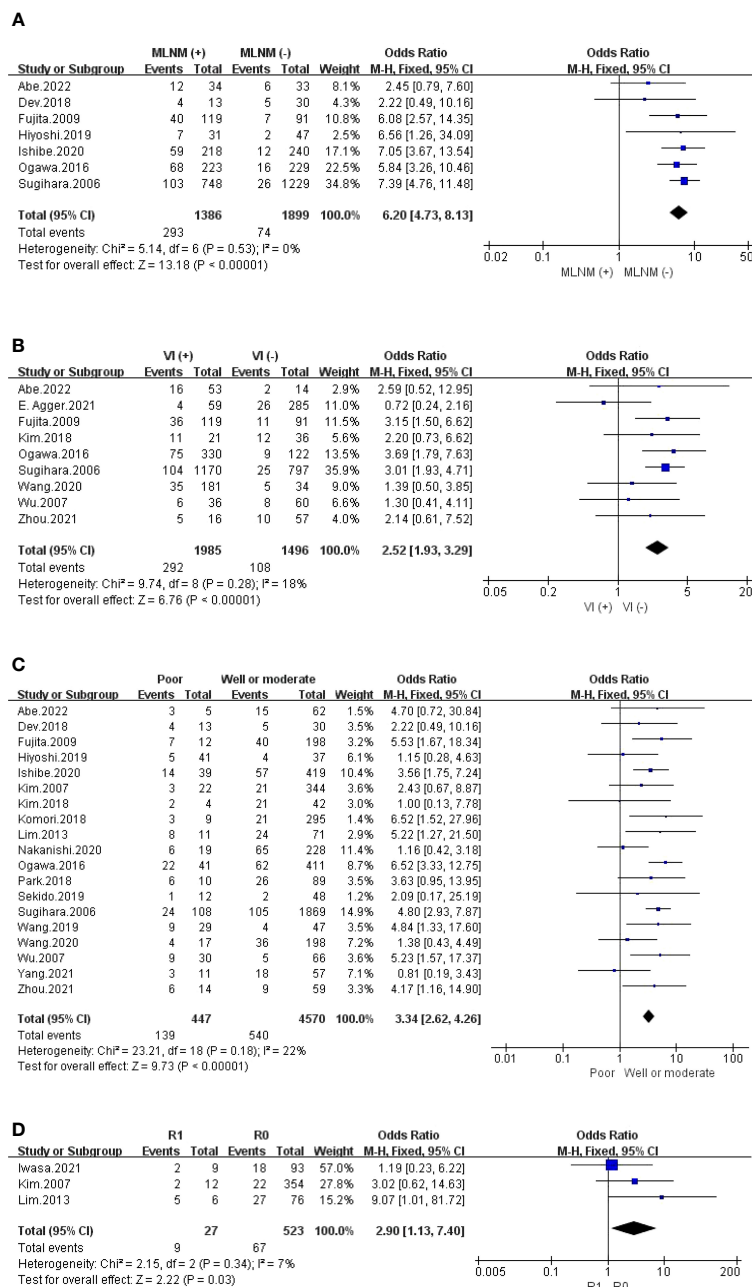 A
MLNM (+) MLNM (-) Odds Ratio Odds Ratio
Study or Subgroup Events Total Events Total Weight M-H, Fixed, 95% CI M-H, Fixed, 95% CI
Abe.2022 12 34 6 33 8.1% 2.45 [0.79, 7.60]
Dev.2018 4 13 5 30 4.3% 2.22 [0.49, 10.16]
Fujita.2009 40 119 7 91 10.8% 6.08 [2.57, 14.35]
Hiyoshi.2019 7 31 2 47 2.5% 6.56 [1.26, 34.09]
Ishibe.2020 59 218 12 240 17.1% 7.05 [3.67, 13.54]
Ogawa.2016 68 223 16 229 22.5% 5.84 [3.26, 10.46]
Sugihara.2006 103 748 26 1229 34.8% 7.39 [4.76, 11.48]
Total (95% CI) 1386 1899 100.0% 6.20 [4.73, 8.13]
Total events 293 74
Heterogeneity: Chi² = 5.14, df = 6 (P = 0.53); I² = 0%
Test for overall effect: Z = 13.18 (P < 0.00001)
0.02 0.1 1 10 50
MLNM (+) MLNM (-)
B
VI (+) VI (-) Odds Ratio Odds Ratio
Study or Subgroup Events Total Events Total Weight M-H, Fixed, 95% CI M-H, Fixed, 95% CI
Abe.2022 16 53 2 14 2.9% 2.59 [0.52, 12.95]
E. Agger.2021 4 59 26 285 11.0% 0.72 [0.24, 2.16]
Fujita.2009 36 119 11 91 11.0% 3.15 [1.50, 6.62]
Kim.2018 11 21 12 36 5.6% 2.20 [0.73, 6.62]
Ogawa.2016 75 330 9 122 13.5% 3.69 [1.79, 7.63]
Sugihara.2006 104 1170 25 797 35.9% 3.01 [1.93, 4.71]
Wang.2020 35 181 5 34 9.0% 1.39 [0.50, 3.85]
Wu.2007 6 36 8 60 6.6% 1.30 [0.41, 4.11]
Zhou.2021 5 16 10 57 4.0% 2.14 [0.61, 7.52]
Total (95% CI) 1985 1496 100.0% 2.52 [1.93, 3.29]
Total events 292 108
Heterogeneity: Chi² = 9.74, df = 8 (P = 0.28); I² = 18%
Test for overall effect: Z = 6.76 (P < 0.00001)
0.05 0.2 1 5 20
VI (+) VI (-)
C
Poor Well or moderate Odds Ratio Odds Ratio
Study or Subgroup Events Total Events Total Weight M-H, Fixed, 95% CI M-H, Fixed, 95% CI
Abe.2022 3 5 15 62 1.5% 4.70 [0.72, 30.84]
Dev.2018 4 13 5 30 4.0% 2.22 [0.49, 10.16]
Fujita.2009 7 12 40 198 3.2% 5.53 [1.67, 18.34]
Hiyoshi.2019 5 41 4 37 5.9% 1.15 [0.28, 4.63]
Ishibe.2020 14 39 57 419 10.4% 3.56 [1.75, 7.24]
Kim.2007 3 22 21 344 3.5% 2.43 [0.67, 8.87]
Kim.2018 2 4 21 42 3.0% 1.00 [0.13, 7.78]
Komori.2018 3 9 21 295 1.4% 6.52 [1.52, 27.96]
Lim.2013 8 11 24 71 2.8% 5.22 [1.27, 21.50]
Nakanishi.2020 6 19 65 228 11.4% 1.16 [0.42, 3.18]
Ogawa.2016 22 41 62 411 8.7% 6.52 [3.33, 12.75]
Park.2018 6 10 26 89 3.4% 3.63 [0.95, 13.95]
Sekido.2019 1 12 2 48 1.1% 2.09 [0.17, 25.19]
Sugihara.2006 24 108 105 1869 14.9% 4.80 [2.93, 7.87]
Wang.2019 9 29 4 47 3.5% 4.84 [1.33, 17.60]
Wang.2020 4 17 36 198 7.2% 1.38 [0.43, 4.49]
Wu.2007 9 30 5 66 3.6% 5.23 [1.57, 17.37]
Yang.2021 3 11 18 57 7.0% 0.81 [0.19, 3.43]
Zhou.2021 6 14 9 59 3.3% 4.17 [1.16, 14.90]
Total (95% CI) 447 4570 100.0% 3.34 [2.62, 4.26]
Total events 139 540
Heterogeneity: Chi² = 23.21, df = 18 (P = 0.18); I² = 22%
Test for overall effect: Z = 9.73 (P < 0.00001)
0.01 0.1 1 10 100
Poor Well or moderate
D
R1 R0 Odds Ratio Odds Ratio
Study or Subgroup Events Total Events Total Weight M-H, Fixed, 95% CI M-H, Fixed, 95% CI
Iwasa.2021 2 9 18 93 57.0% 1.19 [0.23, 6.22]
Kim.2007 2 12 22 354 27.8% 3.02 [0.62, 14.63]
Lim.2013 5 6 27 76 15.2% 9.07 [1.01, 81.72]
Total (95% CI) 27 523 100.0% 2.90 [1.13, 7.40]
Total events 9 67
Heterogeneity: Chi² = 2.15, df = 2 (P = 0.34); I² = 7%
Test for overall effect: Z = 2.22 (P = 0.03)
0.005 0.1 1 10 200
R1 R0